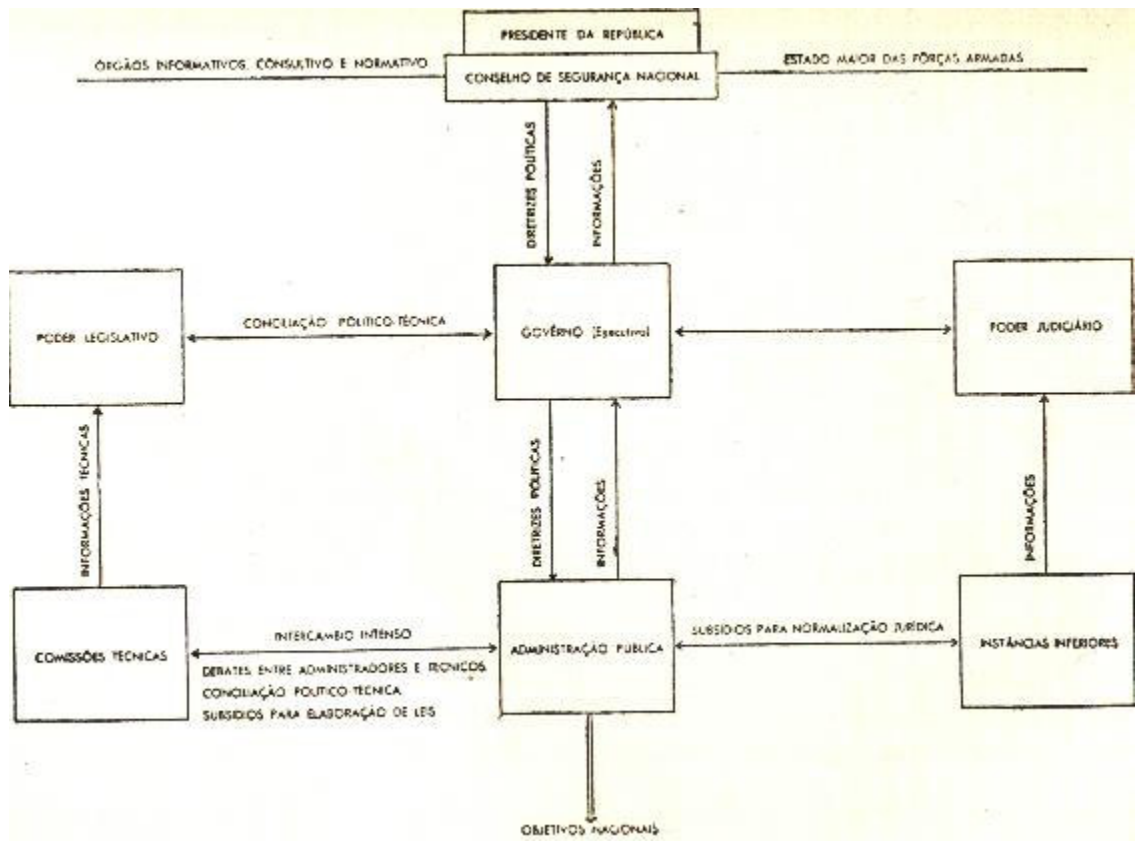 PRESIDENTE DA REPÚBLICA
ÓRGÃOS INFORMATIVOS, CONSULTIVO E NORMATIVO
CONSELHO DE SEGURANÇA NACIONAL
ESTADO MAIOR DAS FÔRÇAS ARMADAS
DIRETRIZES POLÍTICAS
INFORMAÇÕES
PODER LEGISLATIVO
CONCILIAÇÃO POLÍTICO-TÉCNICA
GOVÊRNO (Executivo)
PODER JUDICIÁRIO
INFORMAÇÕES TÉCNICAS
DIRETRIZES POLÍTICAS
INFORMAÇÕES
INFORMAÇÕES
COMISSÕES TÉCNICAS
INTERCAMBIO INTENSO
DEBATES ENTRE ADMINISTRADORES E TÉCNICOS
CONCILIAÇÃO POLÍTICO-TÉCNICA
SUBSÍDIOS PARA ELABORAÇÃO DE LEIS
ADMINISTRAÇÃO PÚBLICA
SUBSÍDIOS PARA NORMALIZAÇÃO JURÍDICA
INSTÂNCIAS INFERIORES
OBJETIVOS NACIONAIS